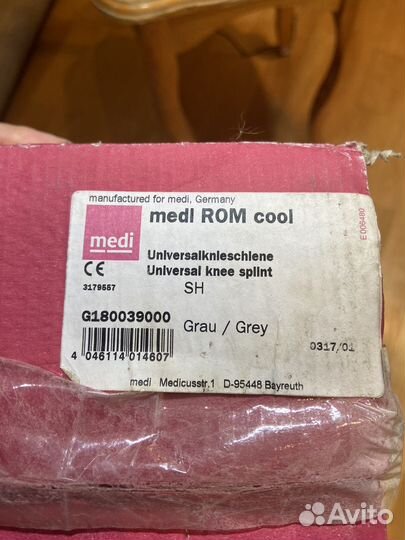 manufactured for medi, Germany
medi ROM cool
E006480
medi
Universalknieschiene
Universal knee splint
CE
3179557
SH
G180039000
Grau / Grey
0317/01
4 046114 014607
medi Medicusstr.1 D-95448 Bayreuth
Avito